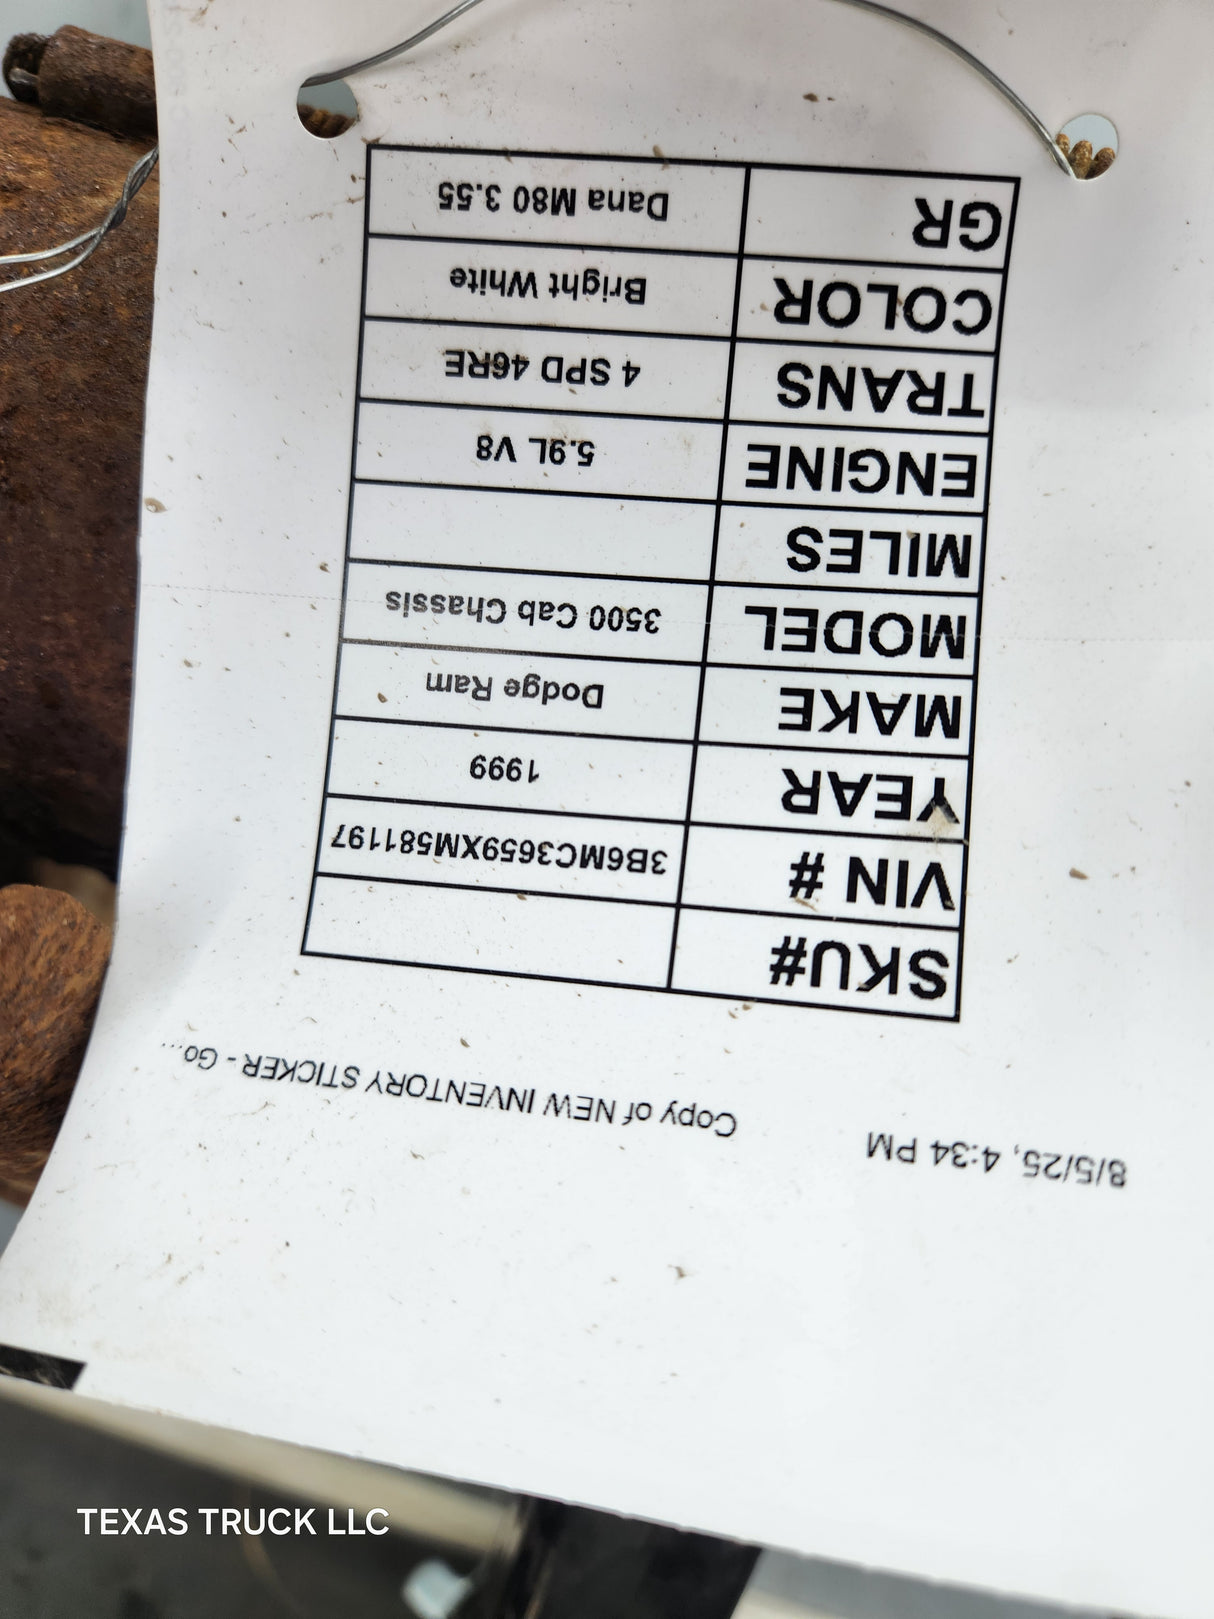 8/5/25, 4:34 PM
Copy of NEW INVENTORY STICKER - Go...
SKU#
VIN # 3B6MC3659XM581197
YEAR 1999
MAKE Dodge Ram
MODEL 3500 Cab Chassis
MILES
ENGINE 5.9L V8
TRANS 4 SPD 46RE
COLOR Bright White
GR Dana M80 3.55
TEXAS TRUCK LLC